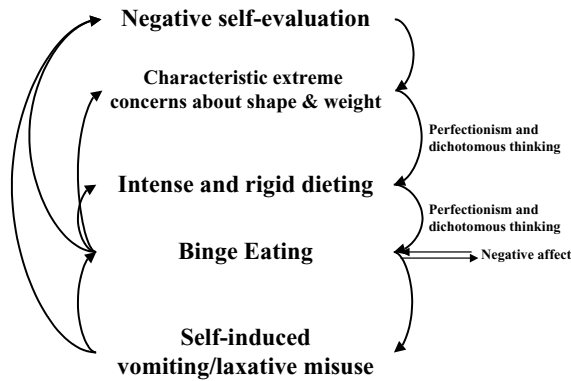 Negative self-evaluation
Characteristic extreme
concerns about shape & weight
Perfectionism and
dichotomous thinking
Intense and rigid dieting
Perfectionism and
dichotomous thinking
Binge Eating
Negative affect
Self-induced
vomiting/laxative misuse